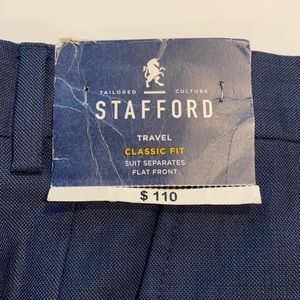 TAILORED CULTURE
STAFFORD
TRAVEL
CLASSIC FIT
SUIT SEPARATES
FLAT FRONT
$ 110